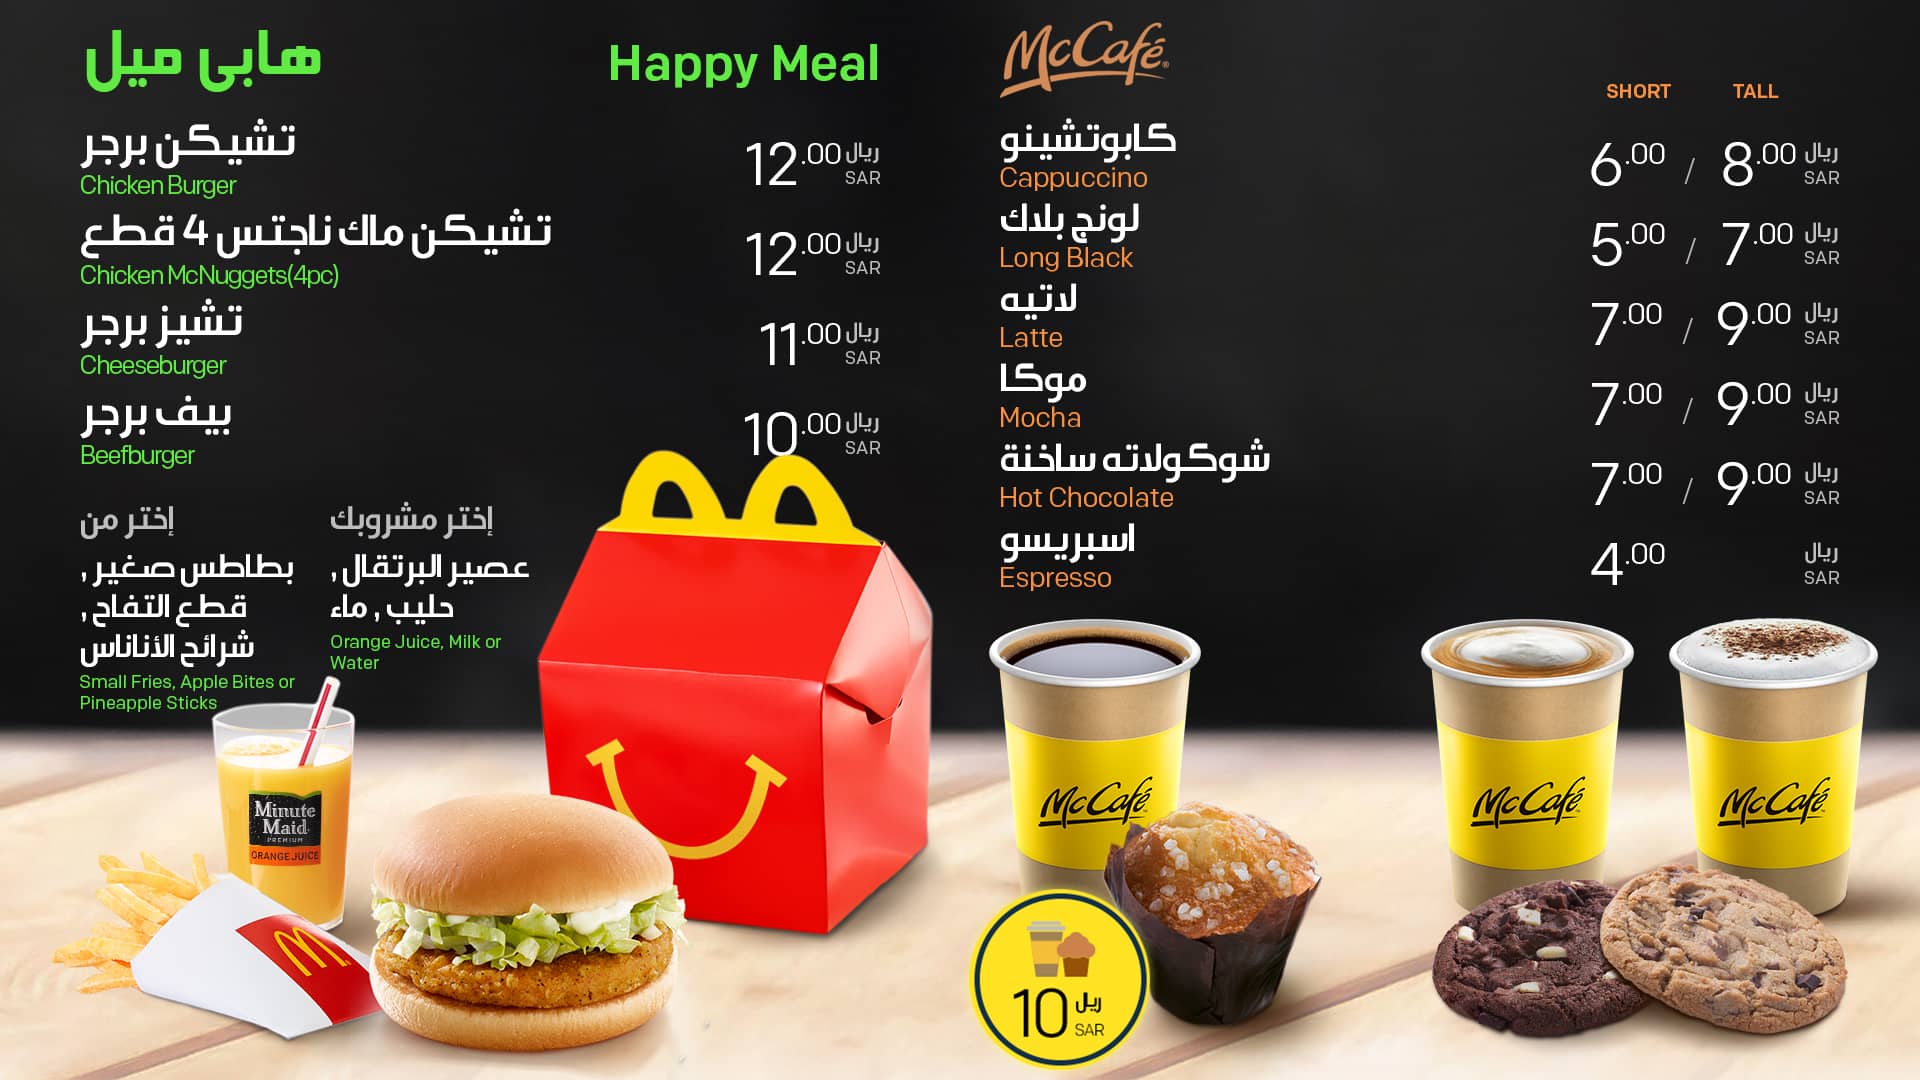 هابى ميل
Happy Meal
تشيكن برجر
Chicken Burger
12.00 ريال SAR
تشيكن ماك ناجتس 4 قطع
Chicken McNuggets(4pc)
12.00 ريال SAR
تشيز برجر
Cheeseburger
11.00 ريال SAR
بيف برجر
Beefburger
10.00 ريال SAR
إختر من
بطاطس صغير ,
قطع التفاح ,
شرائح الأناناس
Small Fries, Apple Bites or
Pineapple Sticks
إختر مشروبك
عصير البرتقال ,
حليب , ماء
Orange Juice, Milk or
Water
Minute
Maid
PREMIUM
ORANGE JUICE
McCafé®
SHORT TALL
كابوتشينو
Cappuccino
6.00 / 8.00 ريال SAR
لونج بلاك
Long Black
5.00 / 7.00 ريال SAR
لاتيه
Latte
7.00 / 9.00 ريال SAR
موكا
Mocha
7.00 / 9.00 ريال SAR
شوكولاته ساخنة
Hot Chocolate
7.00 / 9.00 ريال SAR
اسبريسو
Espresso
4.00 ريال SAR
McCafé
McCafé
McCafé
10 ريل SAR